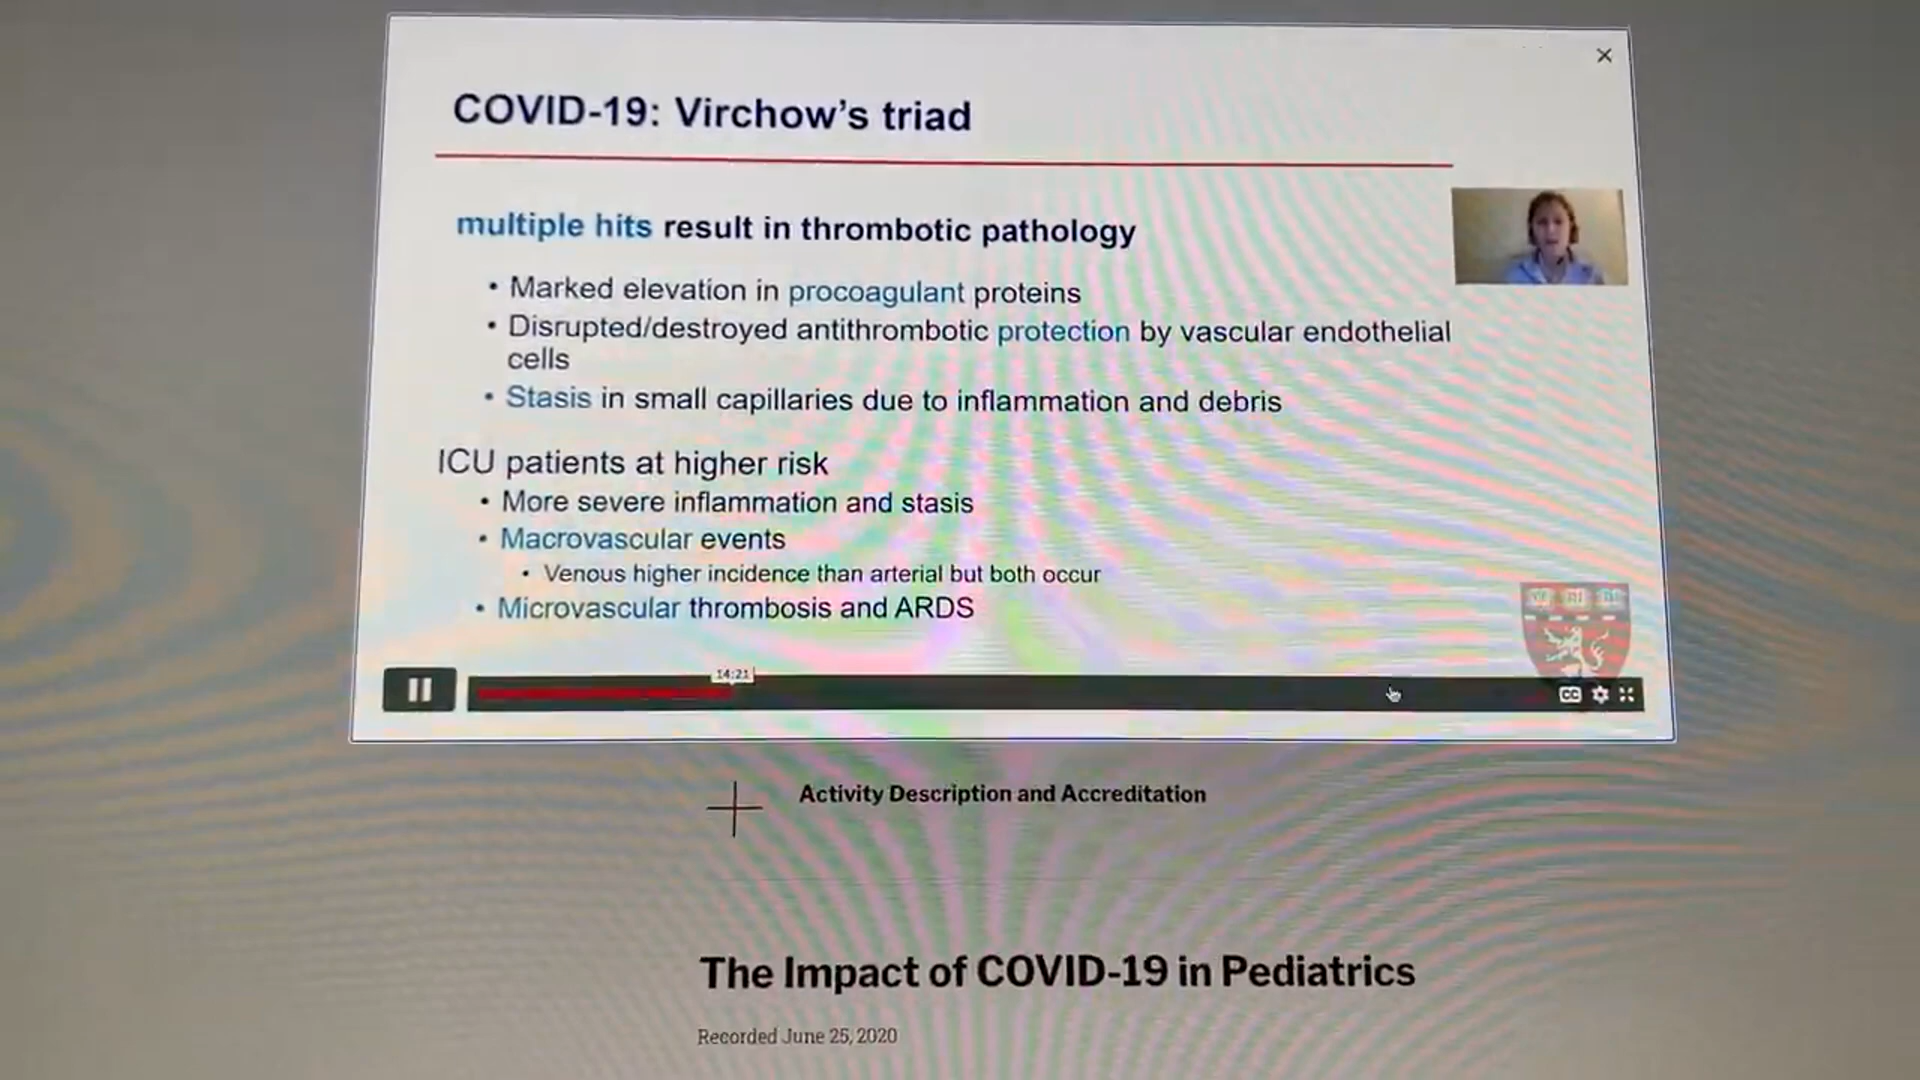 COVID-19: Virchow's triad
multiple hits result in thrombotic pathology
• Marked elevation in procoagulant proteins
• Disrupted/destroyed antithrombotic protection by vascular endothelial
cells
• Stasis in small capillaries due to inflammation and debris
ICU patients at higher risk
• More severe inflammation and stasis
• Macrovascular events
• Venous higher incidence than arterial but both occur
• Microvascular thrombosis and ARDS
14:21
CC
Activity Description and Accreditation
The Impact of COVID-19 in Pediatrics
Recorded June 25, 2020